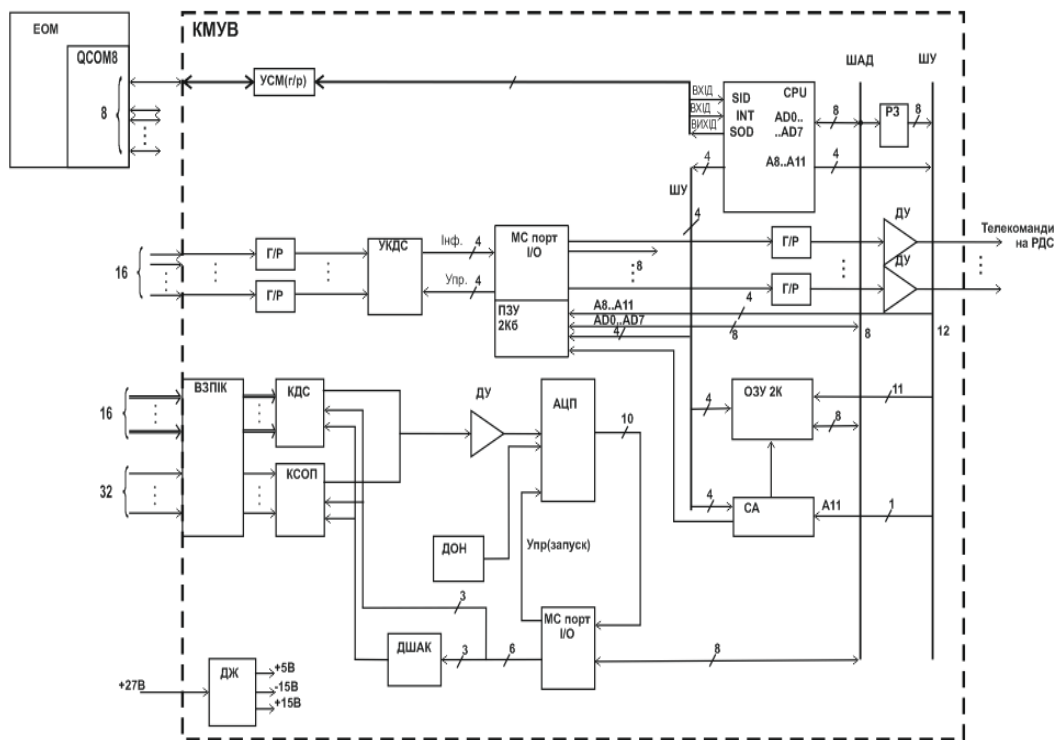 ЕОМ
QCOM8
8
КМУВ
УСМ(г/р)
ШАД
ШУ
ВХІД
ВХІД
ВИХІД
SID
INT
SOD
CPU
AD0..
..AD7
A8..A11
8
РЗ
8
4
4
ШУ
4
16
Г/Р
Г/Р
УКДС
Інф.
4
Упр.
4
МС порт
I/O
ПЗУ
2Кб
8
Г/Р
Г/Р
ДУ
ДУ
Телекоманди
на РДС
A8..A11
4
AD0..AD7
4
8
8
12
16
32
ВЗПІК
КДС
КСОП
ДУ
АЦП
10
4
ОЗУ 2К
11
8
4
СА
A11
1
ДОН
Упр(запуск)
3
ДШАК
3
6
МС порт
I/O
8
+27В
ДЖ
+5В
-15В
+15В